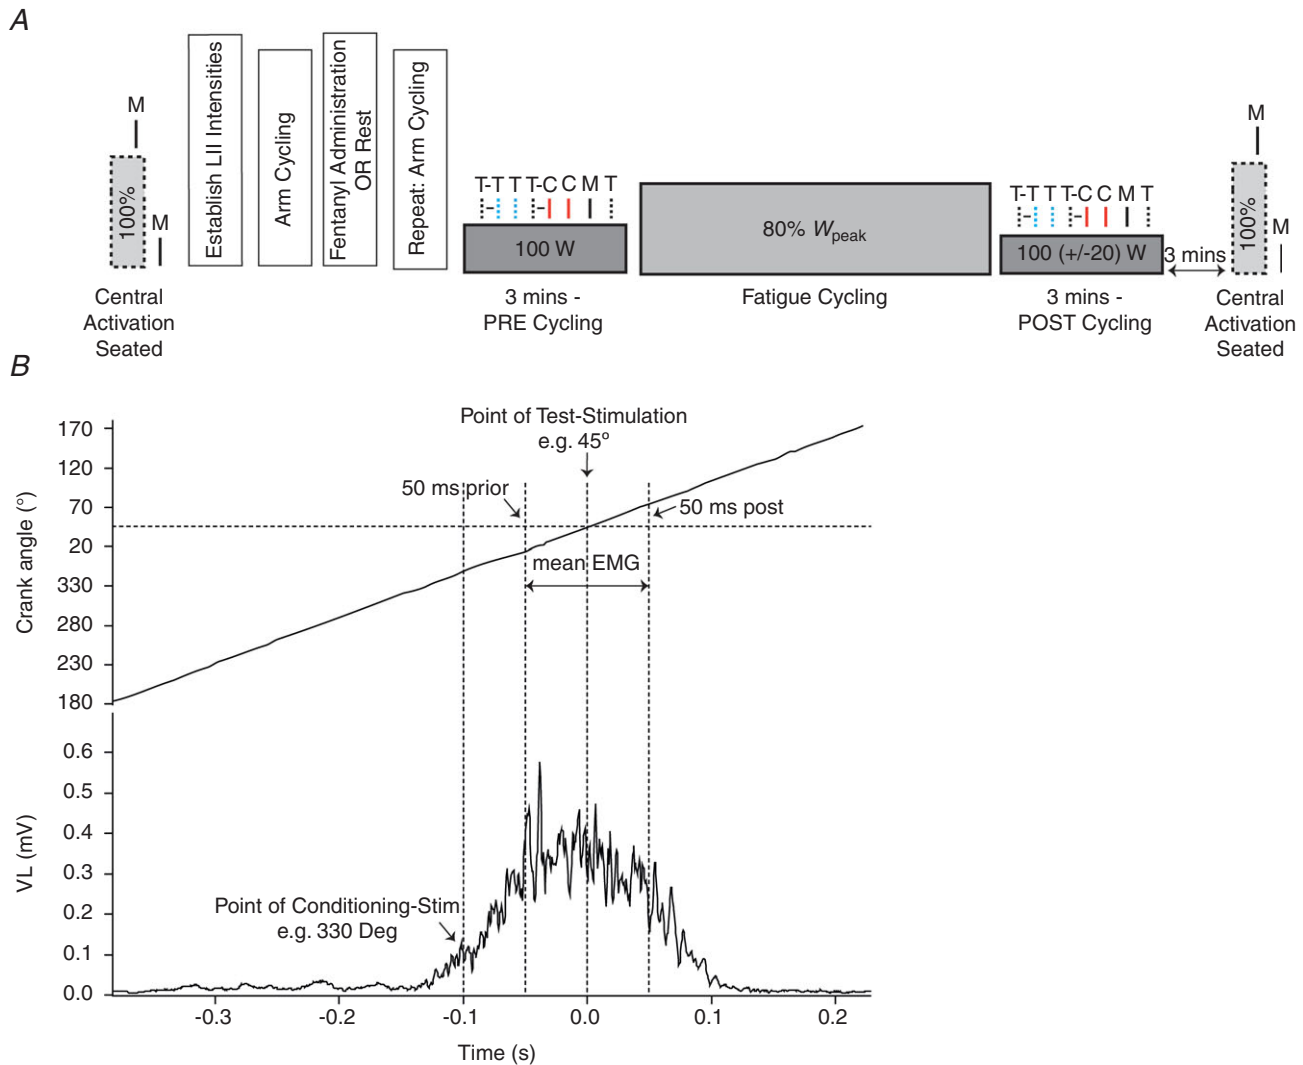 A
M
100%
M
Central
Activation
Seated
Establish LII Intensities
Arm Cycling
Fentanyl Administration
OR Rest
Repeat: Arm Cycling
T-T T T-C C M T
100 W
3 mins -
PRE Cycling
80% Wpeak
Fatigue Cycling
T-T T T-C C M T
100 (+/-20) W
3 mins -
POST Cycling
3 mins
M
100%
M
Central
Activation
Seated
B
Point of Test-Stimulation
e.g. 45º
50 ms prior
50 ms post
mean EMG
Crank angle (°)
170
120
70
20
330
280
230
180
VL (mV)
0.6
0.5
0.4
0.3
0.2
0.1
0.0
Point of Conditioning-Stim
e.g. 330 Deg
-0.3 -0.2 -0.1 0.0 0.1 0.2
Time (s)